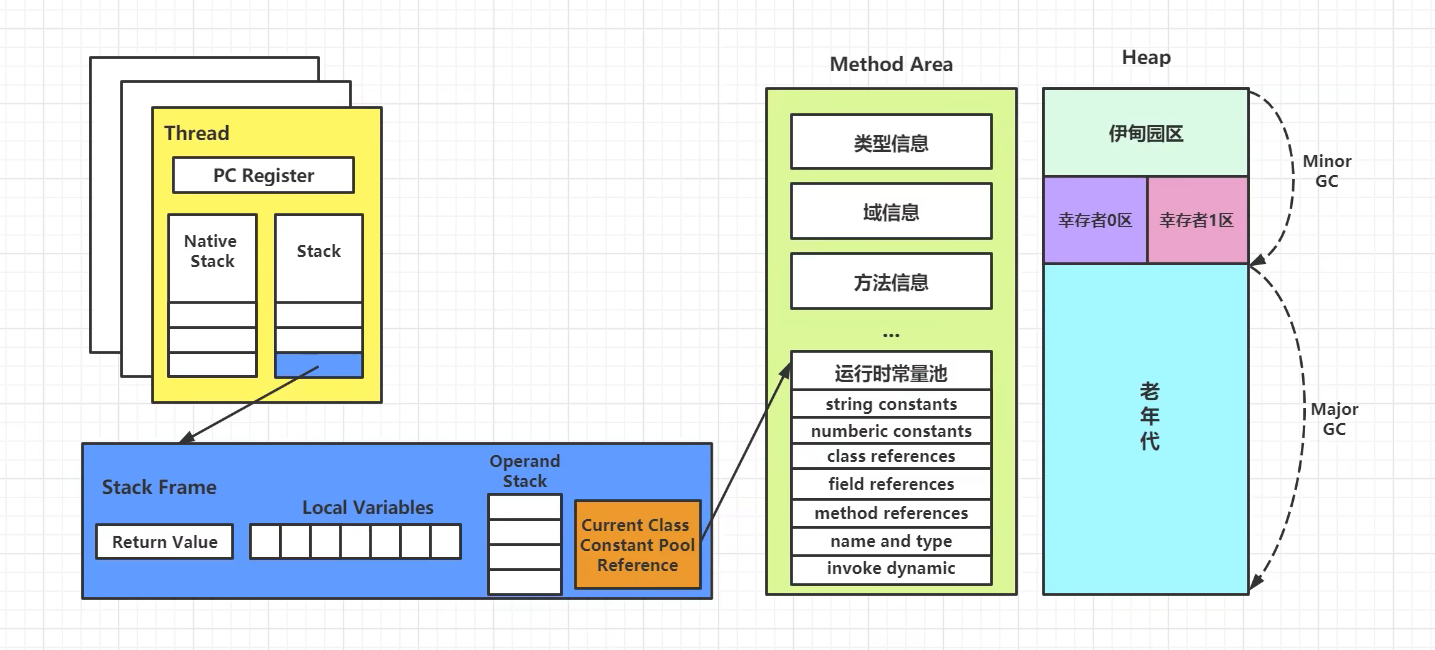 Thread
PC Register
Native
Stack
Stack
Stack Frame
Return Value
Local Variables
Operand
Stack
Current Class
Constant Pool
Reference
Method Area
类型信息
域信息
方法信息
...
运行时常量池
string constants
numberic constants
class references
field references
method references
name and type
invoke dynamic
Heap
伊甸园区
幸存者0区
幸存者1区
老
年
代
Minor
GC
Major
GC